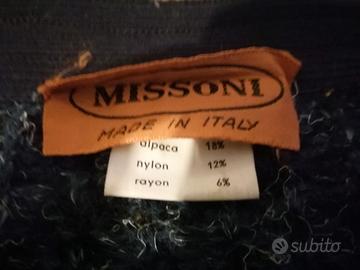 MISSONI
MADE IN ITALY
alpaca 18%
nylon 12%
rayon 6%
subito